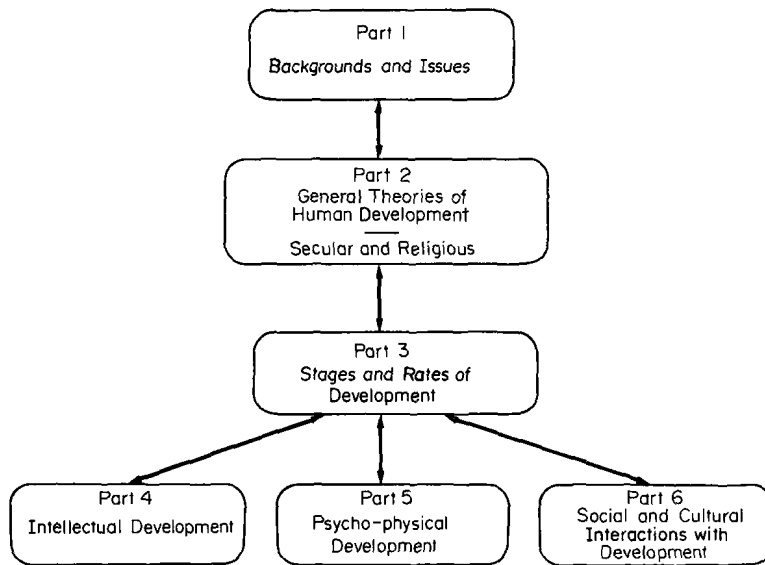 Part 1
Backgrounds and Issues
Part 2
General Theories of
Human Development
Secular and Religious
Part 3
Stages and Rates of
Development
Part 4
Intellectual Development
Part 5
Psycho-physical
Development
Part 6
Social and Cultural
Interactions with
Development